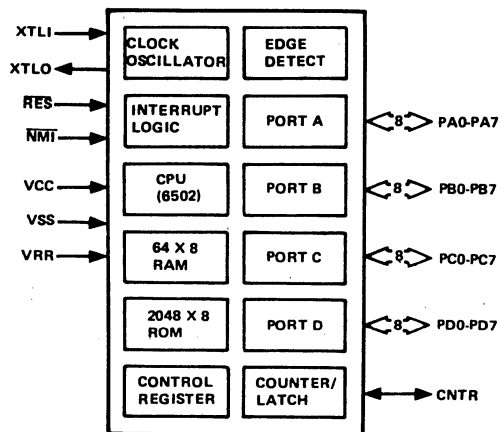 XTLI
XTLO
RES
NMI
VCC
VSS
VRR
CLOCK
OSCILLATOR
EDGE
DETECT
INTERRUPT
LOGIC
PORT A
8
PA0-PA7
CPU
(6502)
PORT B
8
PB0-PB7
64 X 8
RAM
PORT C
8
PC0-PC7
2048 X 8
ROM
PORT D
8
PD0-PD7
CONTROL
REGISTER
COUNTER/
LATCH
CNTR